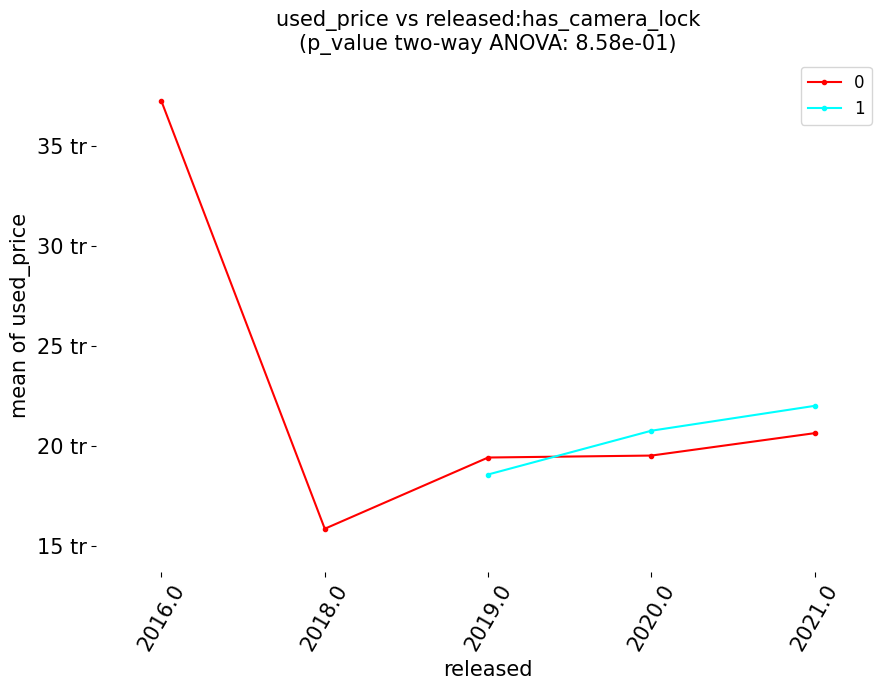 used_price vs released:has_camera_lock
(p_value two-way ANOVA: 8.58e-01)
0
1
35 tr
30 tr
25 tr
20 tr
15 tr
mean of used_price
2016.0
2018.0
2019.0
2020.0
2021.0
released